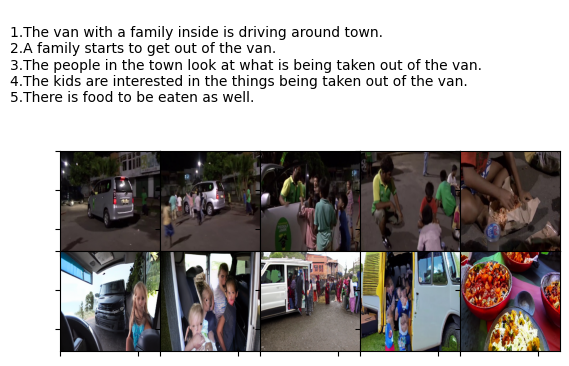 1.The van with a family inside is driving around town.
2.A family starts to get out of the van.
3.The people in the town look at what is being taken out of the van.
4.The kids are interested in the things being taken out of the van.
5.There is food to be eaten as well.